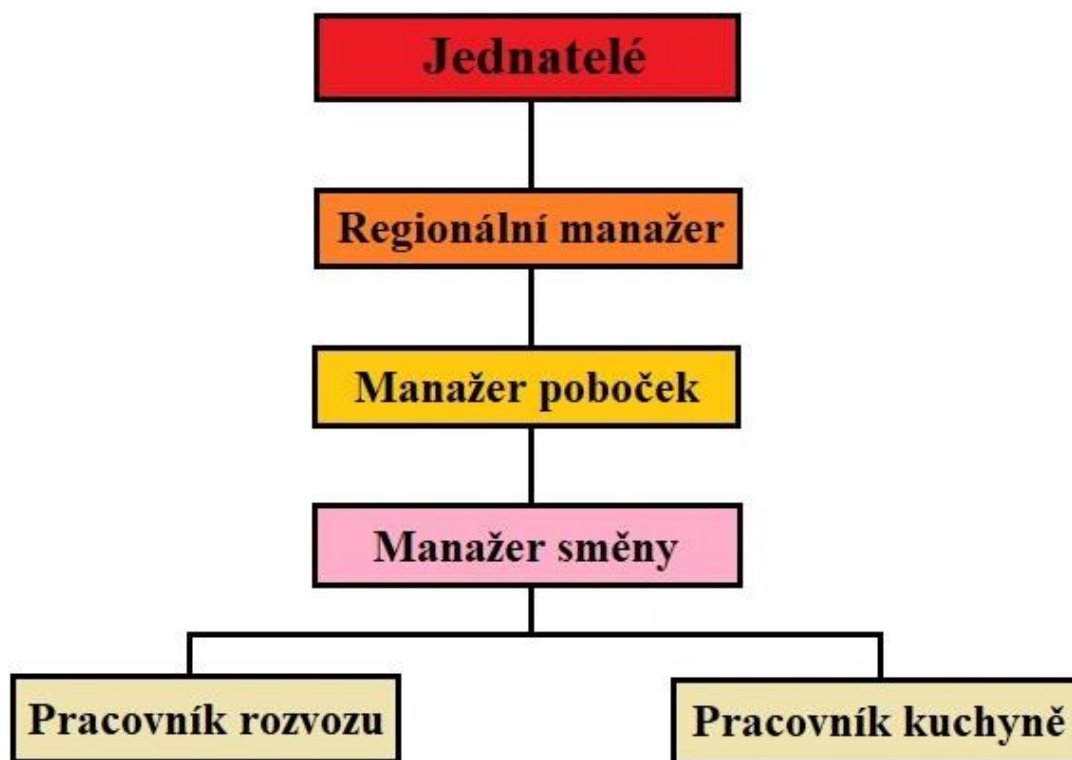 Jednatelé
Regionální manažer
Manažer poboček
Manažer směny
Pracovník rozvozu
Pracovník kuchyně